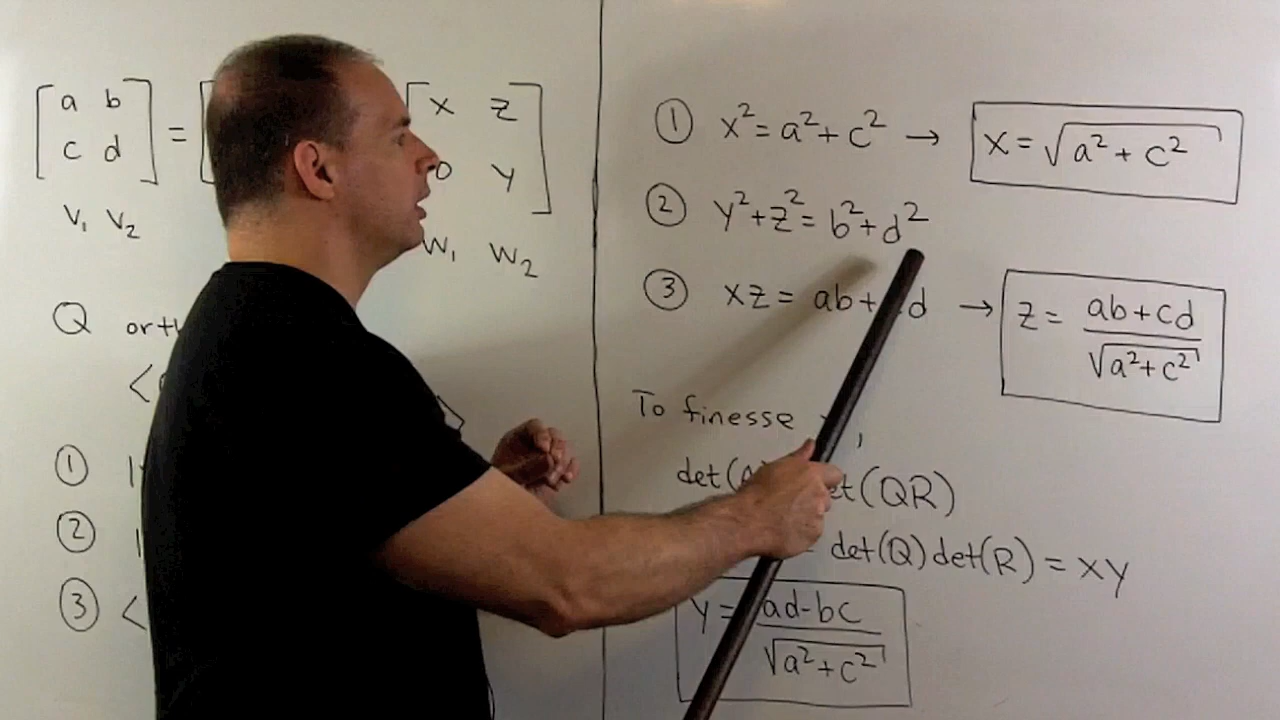 [a b
c d] = [
[x z
0 y]
v₁ v₂
w₁ w₂
Q
<
①
②
③ <
① x² = a² + c² → x = √(a² + c²)
② y² + z² = b² + d²
③ xz = ab + d → z = (ab + cd)/√(a² + c²)
To finesse ,
det( et(QR)
= det(Q) det(R) = xy
y = (ad - bc)/√(a² + c²)